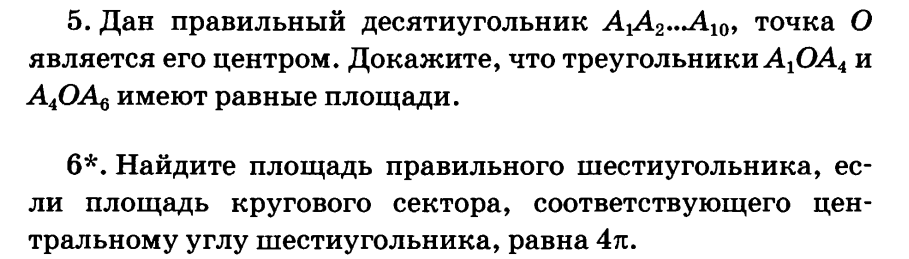 5. Дан правильный десятиугольник A₁A₂...A₁₀, точка O
является его центром. Докажите, что треугольники A₁OA₄ и
A₄OA₆ имеют равные площади.
6*. Найдите площадь правильного шестиугольника, ес-
ли площадь кругового сектора, соответствующего цен-
тральному углу шестиугольника, равна 4π.